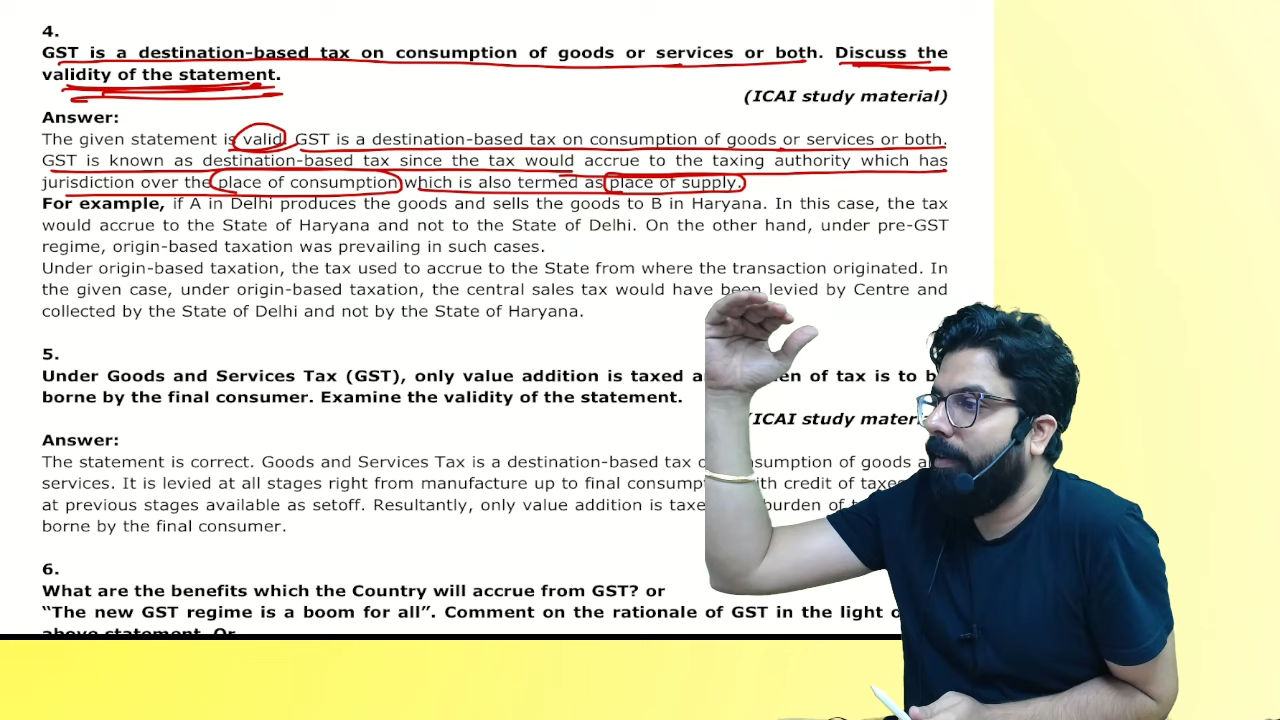 4.
GST is a destination-based tax on consumption of goods or services or both. Discuss the
validity of the statement.
(ICAI study material)
Answer:
The given statement is valid. GST is a destination-based tax on consumption of goods or services or both.
GST is known as destination-based tax since the tax would accrue to the taxing authority which has
jurisdiction over the place of consumption which is also termed as place of supply.
For example, if A in Delhi produces the goods and sells the goods to B in Haryana. In this case, the tax
would accrue to the State of Haryana and not to the State of Delhi. On the other hand, under pre-GST
regime, origin-based taxation was prevailing in such cases.
Under origin-based taxation, the tax used to accrue to the State from where the transaction originated. In
the given case, under origin-based taxation, the central sales tax would have been levied by Centre and
collected by the State of Delhi and not by the State of Haryana.
5.
Under Goods and Services Tax (GST), only value addition is taxed of tax is to
borne by the final consumer. Examine the validity of the statement.
(ICAI study
Answer:
The statement is correct. Goods and Services Tax is a destination-based tax of goods
services. It is levied at all stages right from manufacture up to final credit of
at previous stages available as setoff. Resultantly, only value addition is burden of
borne by the final consumer.
6.
What are the benefits which the Country will accrue from GST? or
“The new GST regime is a boom for all”. Comment on the rationale of GST in the light
above statement. Or